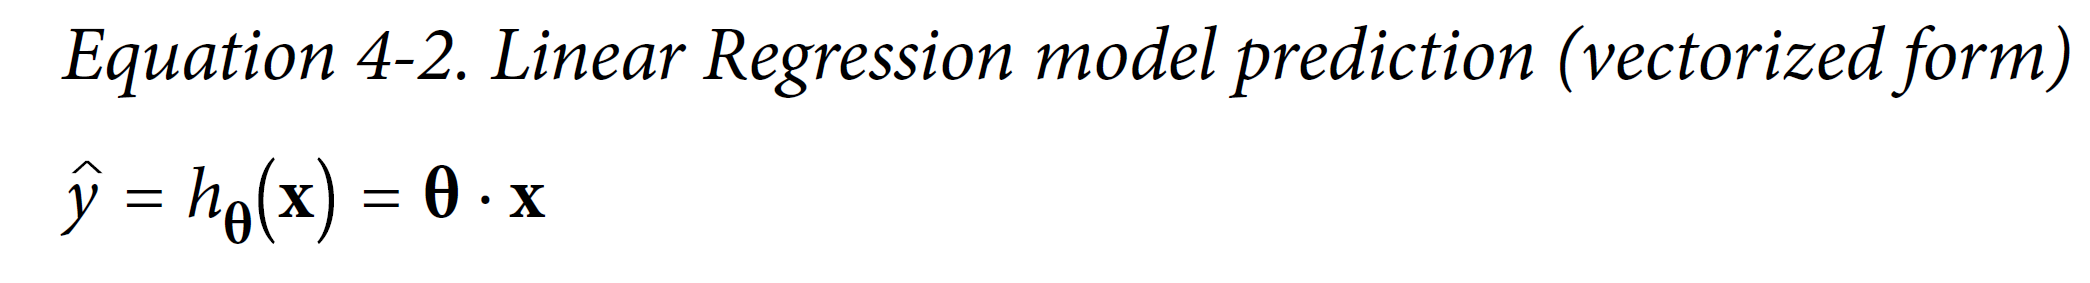 Equation 4-2. Linear Regression model prediction (vectorized form)
ŷ = h𝛉(𝐱) = 𝛉 · 𝐱